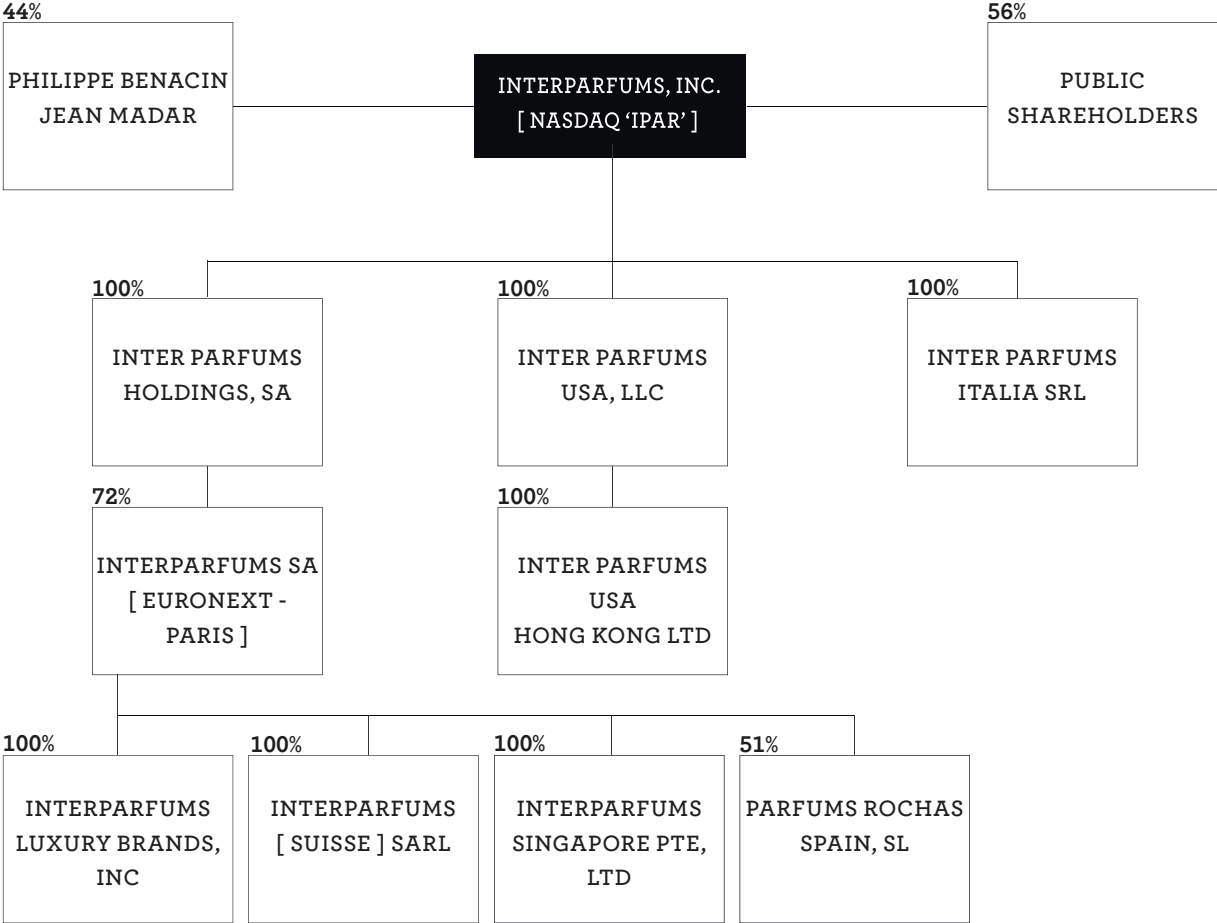 44%
PHILIPPE BENACIN
JEAN MADAR
INTERPARFUMS, INC.
[ NASDAQ ‘IPAR’ ]
56%
PUBLIC
SHAREHOLDERS
100%
INTER PARFUMS
HOLDINGS, SA
100%
INTER PARFUMS
USA, LLC
100%
INTER PARFUMS
ITALIA SRL
72%
INTERPARFUMS SA
[ EURONEXT -
PARIS ]
100%
INTER PARFUMS
USA
HONG KONG LTD
100%
INTERPARFUMS
LUXURY BRANDS,
INC
100%
INTERPARFUMS
[ SUISSE ] SARL
100%
INTERPARFUMS
SINGAPORE PTE,
LTD
51%
PARFUMS ROCHAS
SPAIN, SL